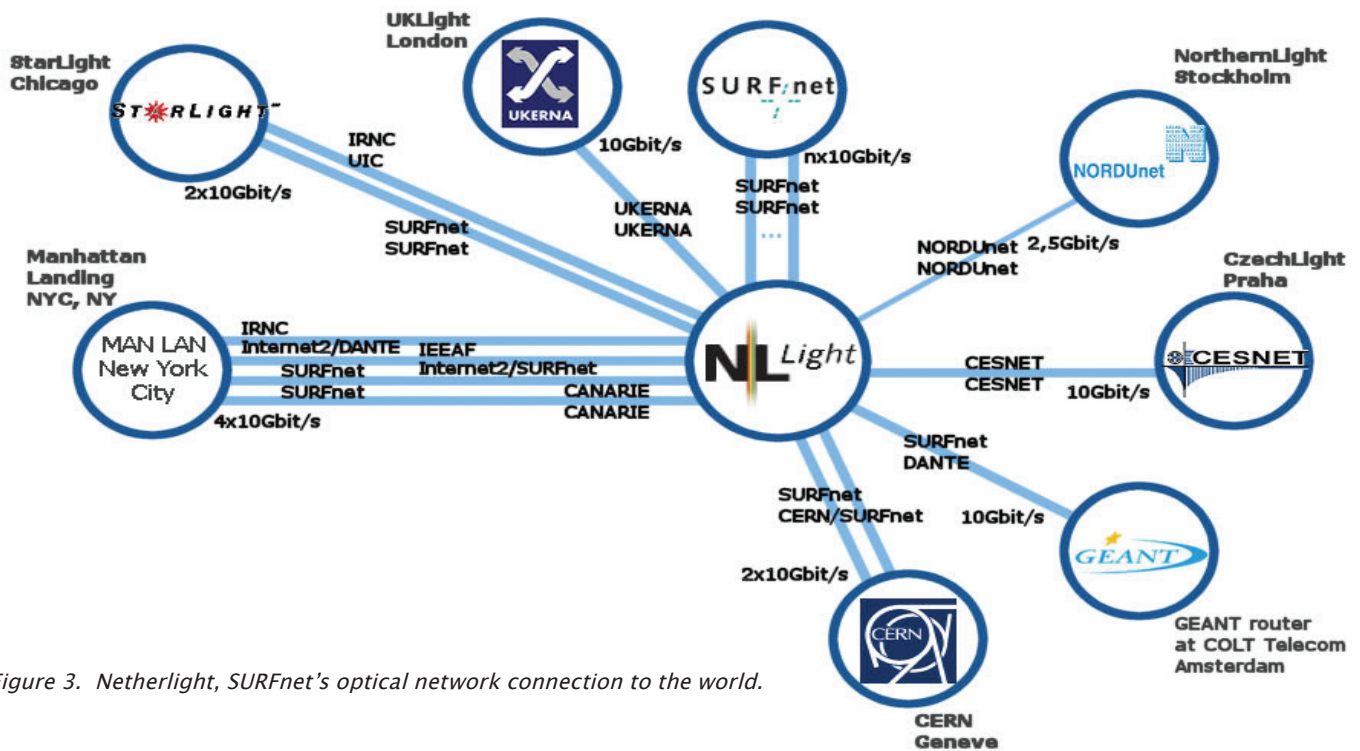 StarLight
Chicago
STARLIGHT™
2x10Gbit/s
IRNC
UIC
SURFnet
SURFnet
UKLight
London
UKERNA
10Gbit/s
UKERNA
UKERNA
SURFnet
nx10Gbit/s
SURFnet
SURFnet
...
NorthernLight
Stockholm
N
NORDUnet
NORDUnet
NORDUnet
2,5Gbit/s
Manhattan
Landing
NYC, NY
MAN LAN
New York
City
IRNC
Internet2/DANTE
IEEAF
Internet2/SURFnet
SURFnet
SURFnet
CANARIE
CANARIE
4x10Gbit/s
NL Light
CzechLight
Praha
CESNET
CESNET
CESNET
10Gbit/s
SURFnet
DANTE
10Gbit/s
GEANT
GEANT router
at COLT Telecom
Amsterdam
SURFnet
CERN/SURFnet
2x10Gbit/s
CERN
CERN
Geneve
igure 3. Netherlight, SURFnet's optical network connection to the world.